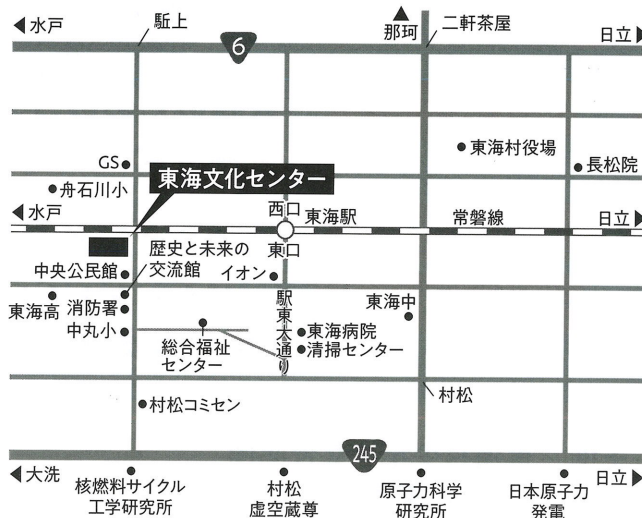 水戸
駈上
6
那珂
二軒茶屋
日立
GS
東海村役場
長松院
舟石川小
東海文化センター
水戸
西口
東海駅
常磐線
日立
東口
歴史と未来の
交流館
中央公民館
イオン
東海高
消防署
中丸小
駅東大通り
東海中
東海病院
清掃センター
総合福祉
センター
村松コミセン
村松
245
大洗
日立
核燃料サイクル
工学研究所
村松
虚空蔵尊
原子力科学
研究所
日本原子力
発電